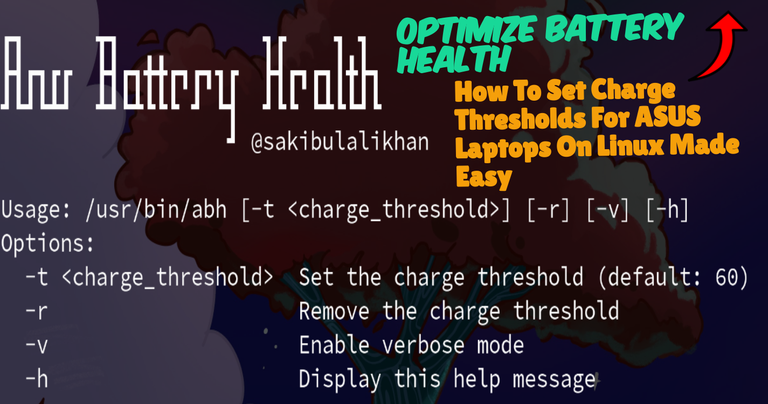 Anw Battery Health
@sakibulalikhan
OPTIMIZE BATTERY
HEALTH
How To Set Charge
Thresholds For ASUS
Laptops On Linux Made
Easy
Usage: /usr/bin/abh [-t <charge_threshold>] [-r] [-v] [-h]
Options:
-t <charge_threshold> Set the charge threshold (default: 60)
-r Remove the charge threshold
-v Enable verbose mode
-h Display this help message